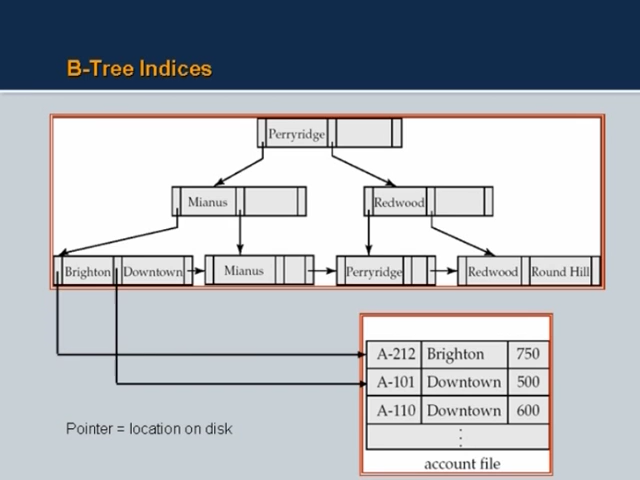 B-Tree Indices
Perryridge
Mianus
Redwood
Brighton Downtown
Mianus
Perryridge
Redwood Round Hill
A-212 Brighton 750
A-101 Downtown 500
A-110 Downtown 600
⋮
account file
Pointer = location on disk